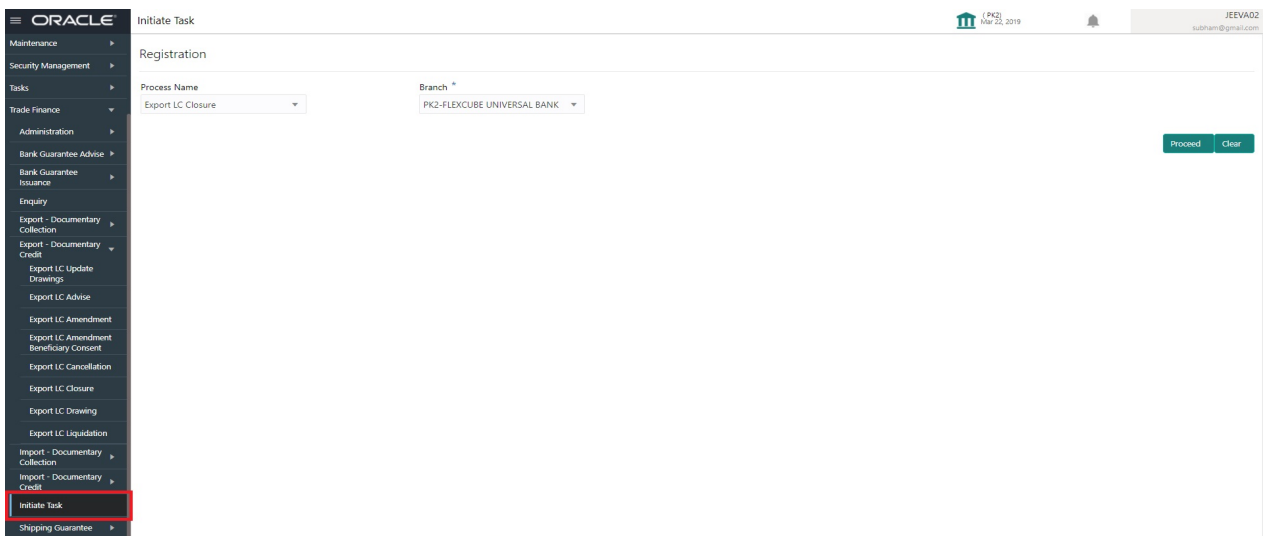 ORACLE
Initiate Task
( PK2)
Mar 22, 2019
JEEVA02
subham@gmail.com
Maintenance
Security Management
Tasks
Trade Finance
Administration
Bank Guarantee Advise
Bank Guarantee
Issuance
Enquiry
Export - Documentary
Collection
Export - Documentary
Credit
Export LC Update
Drawings
Export LC Advise
Export LC Amendment
Export LC Amendment
Beneficiary Consent
Export LC Cancellation
Export LC Closure
Export LC Drawing
Export LC Liquidation
Import - Documentary
Collection
Import - Documentary
Credit
Initiate Task
Shipping Guarantee
Registration
Process Name
Branch *
Export LC Closure
PK2-FLEXCUBE UNIVERSAL BANK
Proceed
Clear